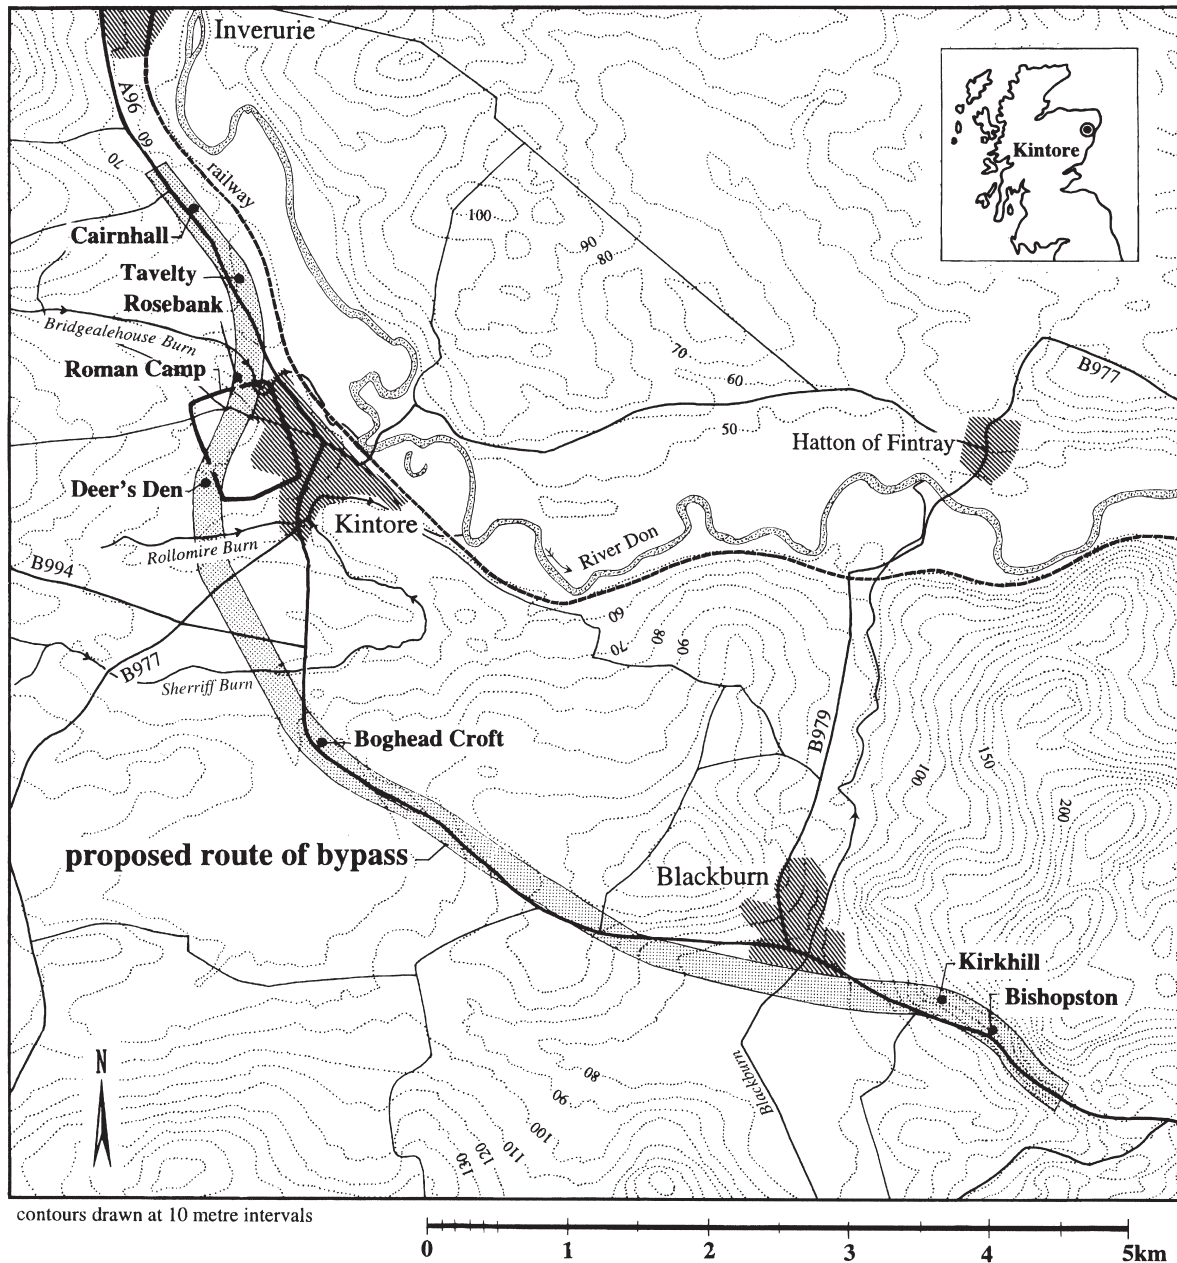 Inverurie
A96
60
70
railway
Kintore
Cairnhall
100
90
80
Tavelty
Rosebank
Bridgealehouse Burn
Roman Camp
70
60
50
B977
Hatton of Fintray
Deer's Den
Kintore
River Don
Rollomire Burn
B994
60
70
80
90
B977
Sherriff Burn
B979
Boghead Croft
100
150
200
proposed route of bypass
Blackburn
Kirkhill
Bishopston
N
Blackburn
80
90
100
110
120
130
contours drawn at 10 metre intervals
0 1 2 3 4 5km